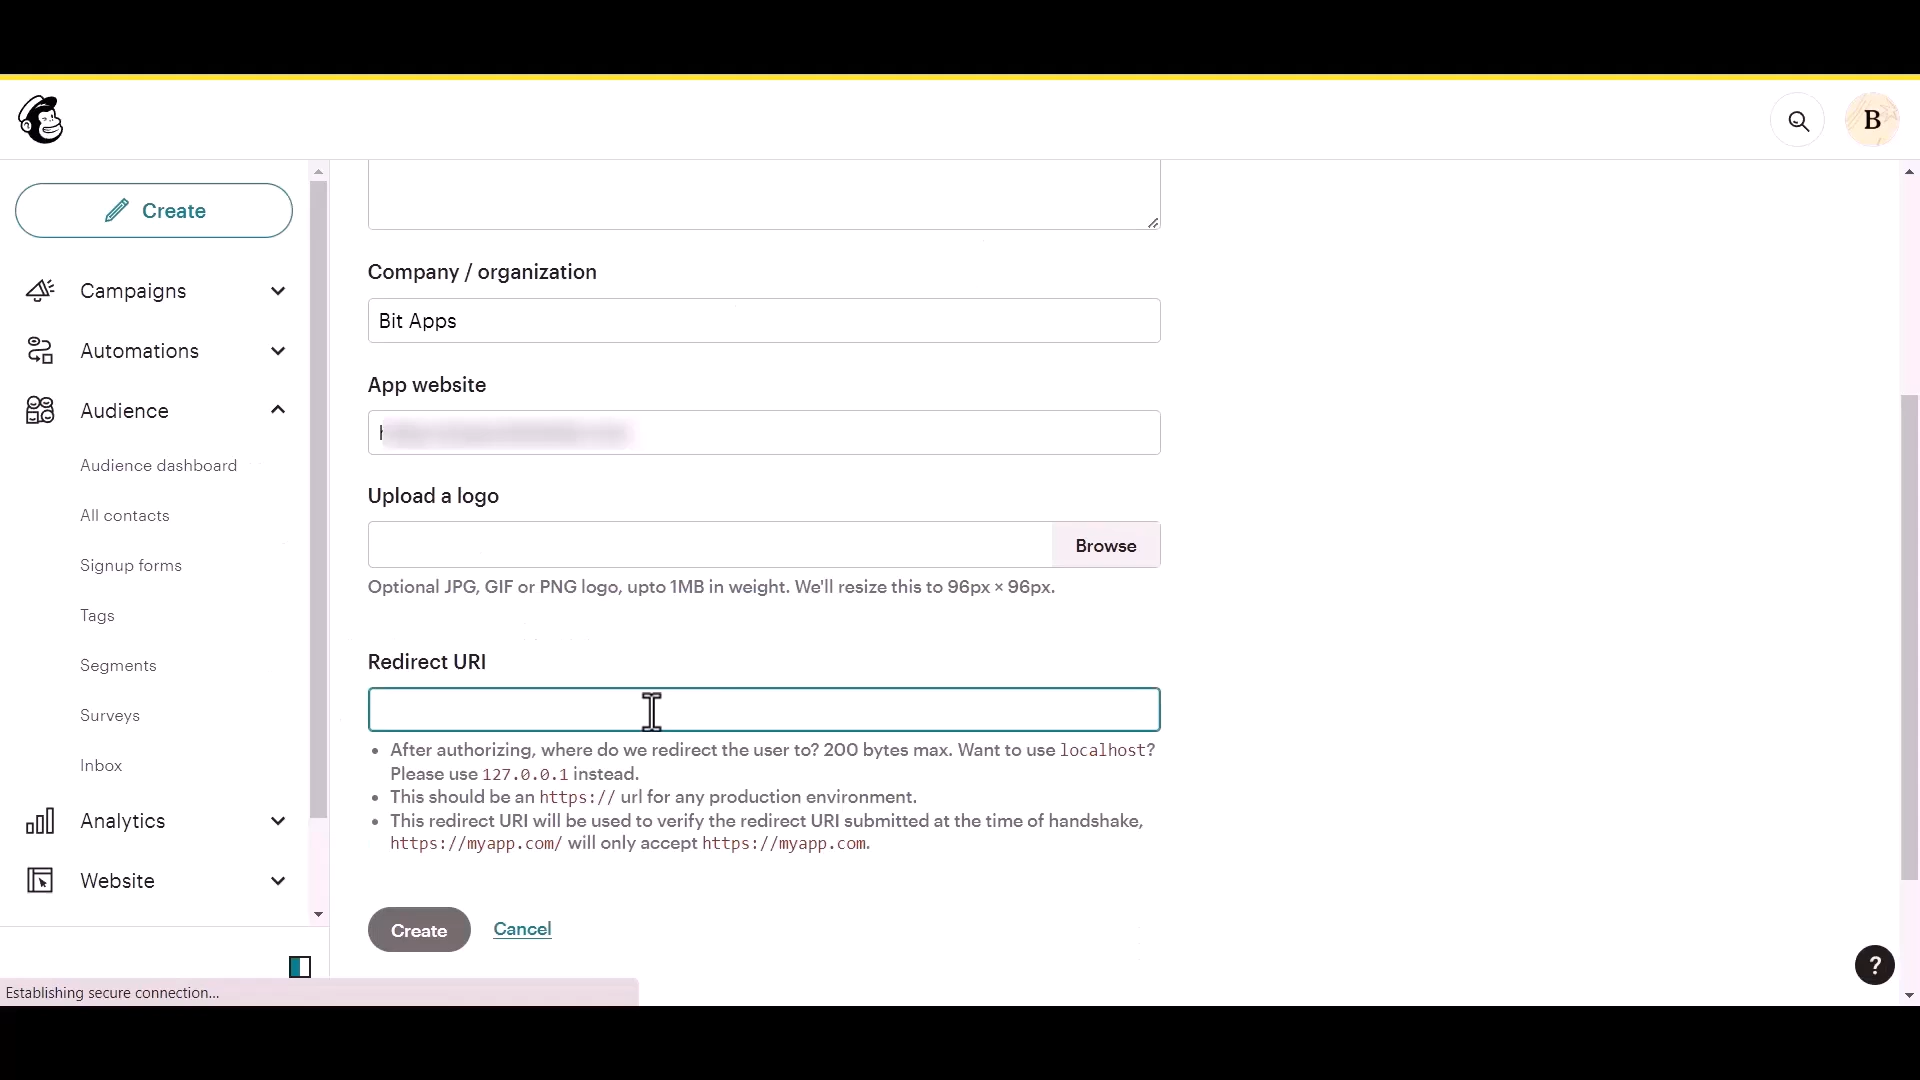 B
Create
Campaigns
Automations
Audience
Audience dashboard
All contacts
Signup forms
Tags
Segments
Surveys
Inbox
Analytics
Website
Company / organization
Bit Apps
App website
Upload a logo
Browse
Optional JPG, GIF or PNG logo, upto 1MB in weight. We'll resize this to 96px × 96px.
Redirect URI
• After authorizing, where do we redirect the user to? 200 bytes max. Want to use localhost?
Please use 127.0.0.1 instead.
• This should be an https:// url for any production environment.
• This redirect URI will be used to verify the redirect URI submitted at the time of handshake,
https://myapp.com/ will only accept https://myapp.com.
Create Cancel
?
Establishing secure connection...